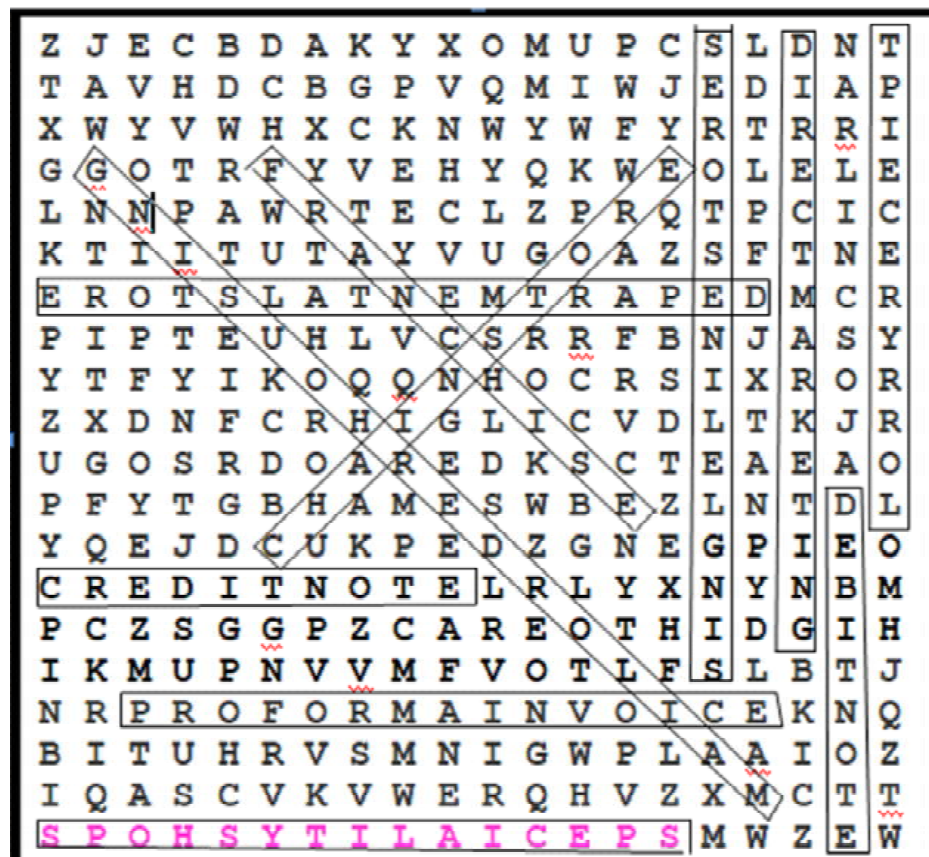 Z J E C B D A K Y X O M U P C S L D N T
T A V H D C B G P V Q M I W J E D I A P
X W Y V W H X C K N W Y W F Y R T R R I
G G O T R F Y V E H Y Q K W E O L E L E
L N N P A W R T E C L Z P R Q T P C I C
K T I I T U T A Y V U G O A Z S F T N E
E R O T S L A T N E M T R A P E D M C R
P I P T E U H L V C S R R F B N J A S Y
Y T F Y I K O Q Q N H O C R S I X R O R
Z X D N F C R H I G L I C V D L T K J R
U G O S R D O A R E D K S C T E A E A O
P F Y T G B H A M E S W B E Z L N T D L
Y Q E J D C U K P E D Z G N E G P I E O
C R E D I T N O T E L R L Y X N Y N B M
P C Z S G G P Z C A R E O T H I D G I H
I K M U P N V V M F V O T L F S L B T J
N R P R O F O R M A I N V O I C E K N Q
B I T U H R V S M N I G W P L A A I O Z
I Q A S C V K V W E R Q H V Z X M C T T
S P O H S Y T I L A I C E P S M W Z E W